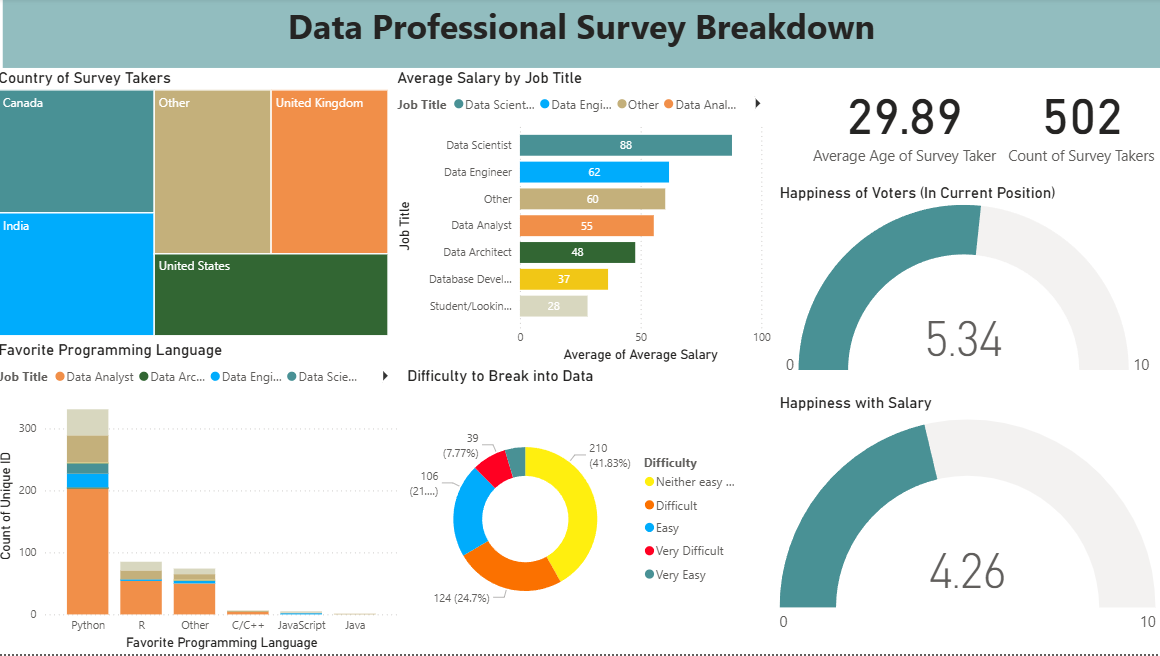 Data Professional Survey Breakdown
Country of Survey Takers
Canada
Other
United Kingdom
India
United States
Average Salary by Job Title
Job Title Data Scient... Data Engi... Other Data Anal...
Job Title
Data Scientist 88
Data Engineer 62
Other 60
Data Analyst 55
Data Architect 48
Database Devel... 37
Student/Lookin... 28
0 50 100
Average of Average Salary
29.89
Average Age of Survey Taker
502
Count of Survey Takers
Happiness of Voters (In Current Position)
5.34
0 10
Favorite Programming Language
Job Title Data Analyst Data Arc... Data Engi... Data Scie...
Count of Unique ID
300
200
100
0
Python R Other C/C++ JavaScript Java
Favorite Programming Language
Difficulty to Break into Data
39
(7.77%)
210
(41.83%)
106
(21....)
124 (24.7%)
Difficulty
Neither easy ...
Difficult
Easy
Very Difficult
Very Easy
Happiness with Salary
4.26
0 10